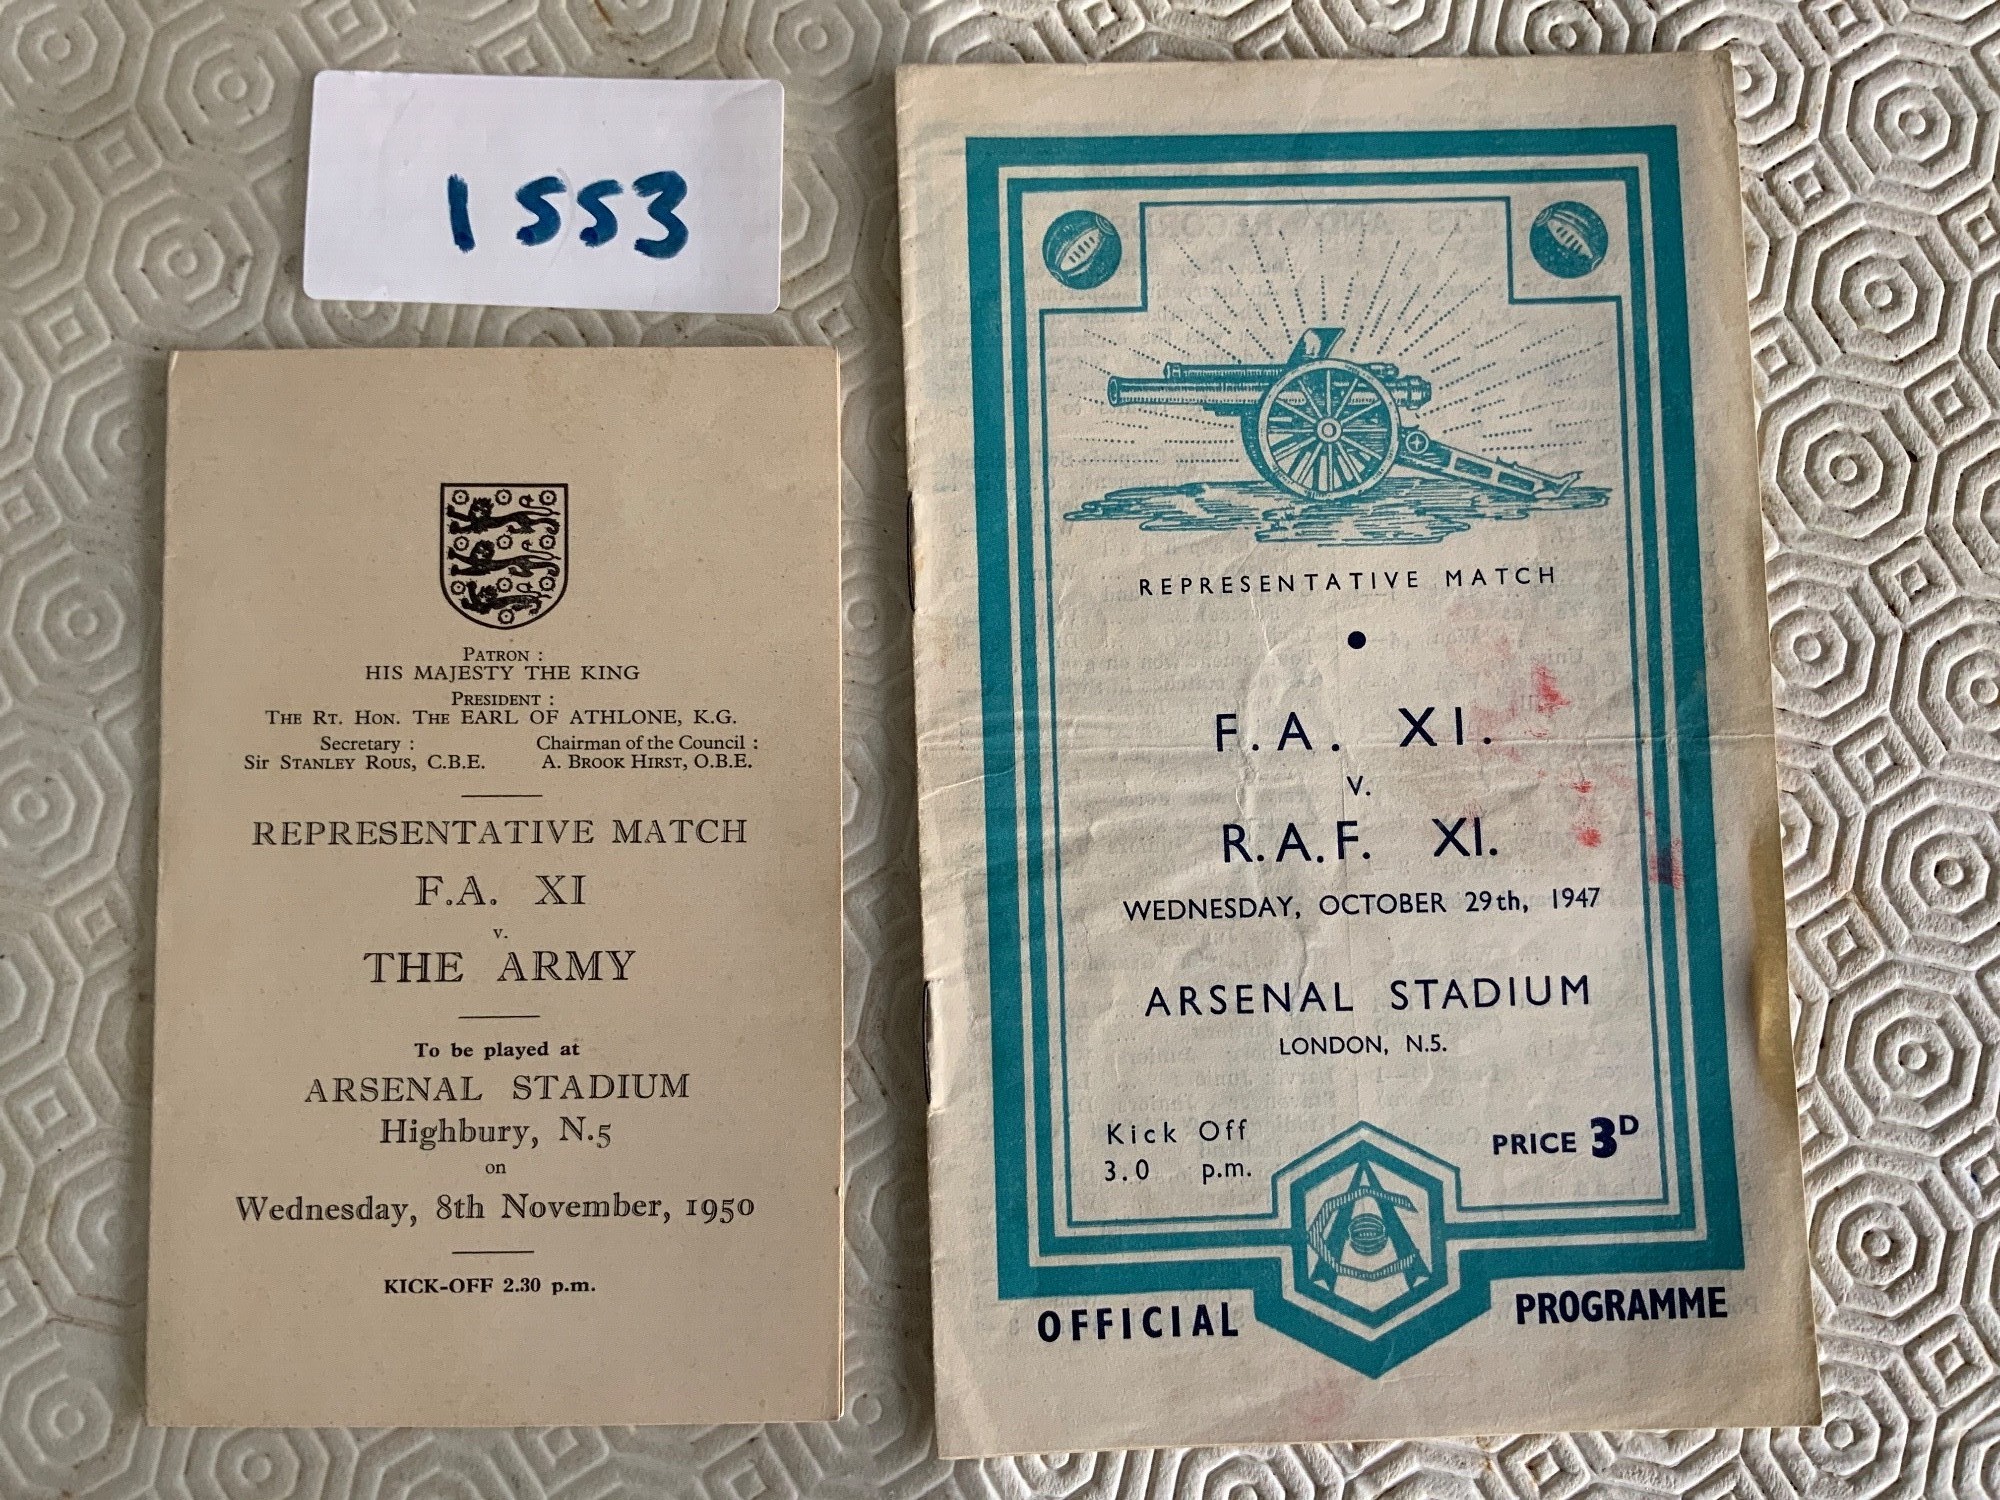 1553
PATRON :
HIS MAJESTY THE KING
PRESIDENT :
THE RT. HON. THE EARL OF ATHLONE, K.G.
Secretary :
Sir STANLEY ROUS, C.B.E.
Chairman of the Council :
A. BROOK HIRST, O.B.E.
REPRESENTATIVE MATCH
F.A. XI
v.
THE ARMY
To be played at
ARSENAL STADIUM
Highbury, N.5
on
Wednesday, 8th November, 1950
KICK-OFF 2.30 p.m.
REPRESENTATIVE MATCH
F.A. XI.
v.
R.A.F. XI.
WEDNESDAY, OCTOBER 29th, 1947
ARSENAL STADIUM
LONDON, N.5.
Kick Off
3.0 p.m.
PRICE 3D
OFFICIAL PROGRAMME